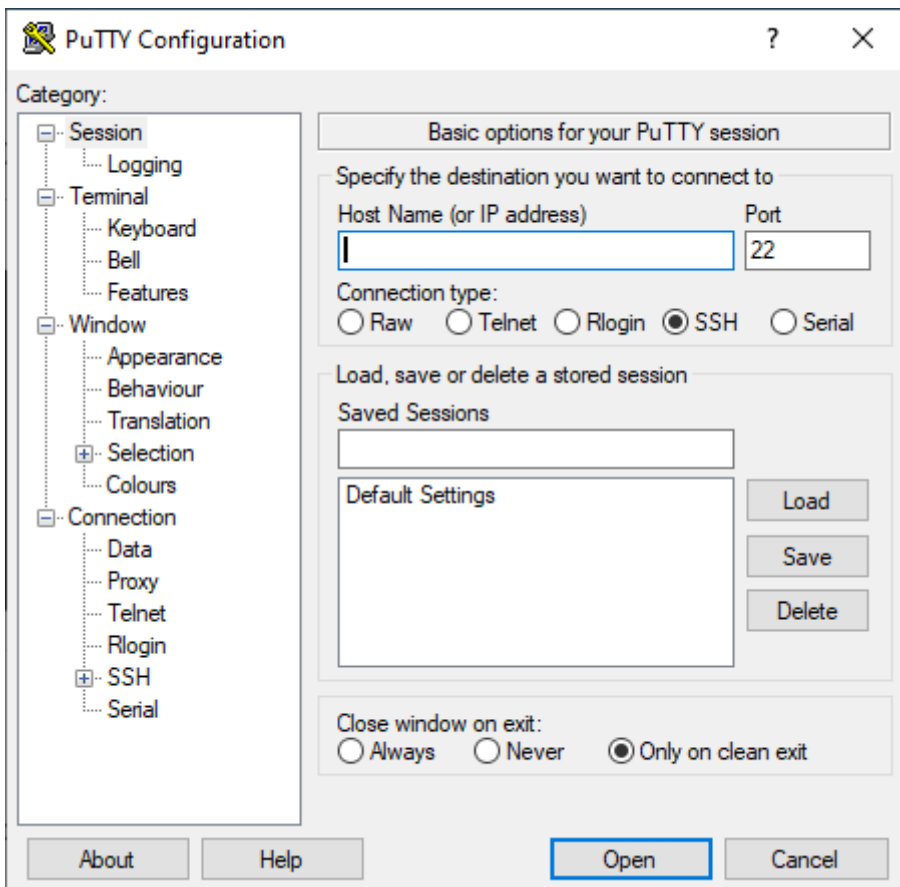 PuTTY Configuration
?
Category:
Session
Logging
Terminal
Keyboard
Bell
Features
Window
Appearance
Behaviour
Translation
Selection
Colours
Connection
Data
Proxy
Telnet
Rlogin
SSH
Serial
Basic options for your PuTTY session
Specify the destination you want to connect to
Host Name (or IP address) Port
22
Connection type:
Raw Telnet Rlogin SSH Serial
Load, save or delete a stored session
Saved Sessions
Default Settings
Load
Save
Delete
Close window on exit:
Always Never Only on clean exit
About Help Open Cancel